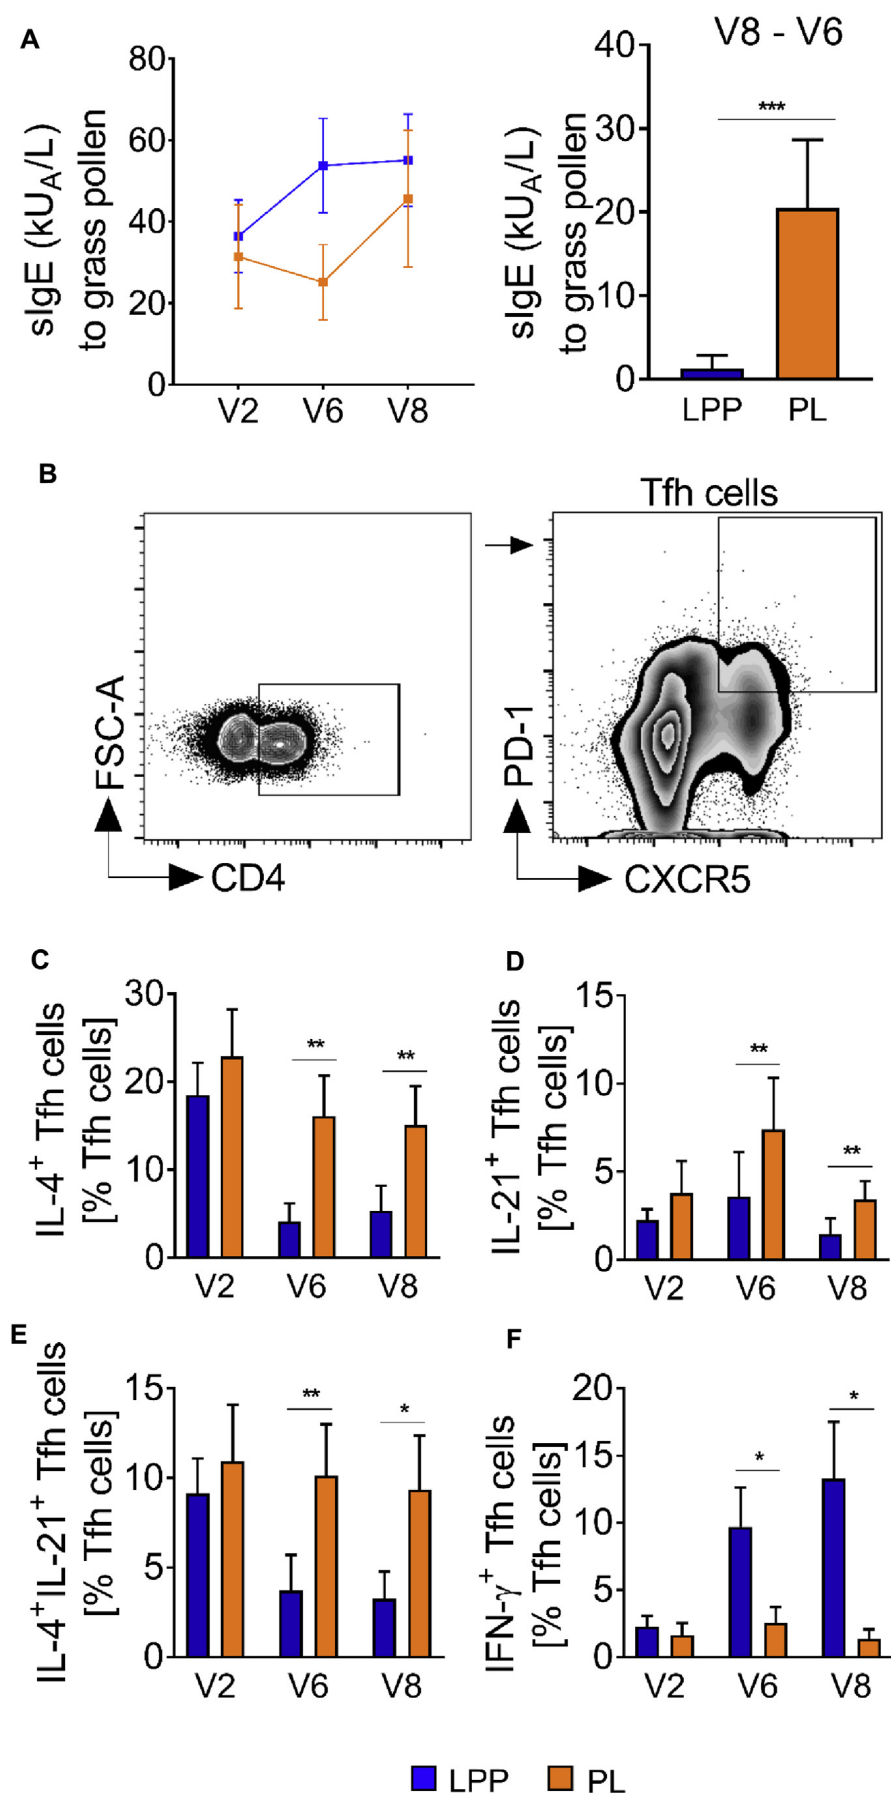 A
sIgE (kUA/L)
to grass pollen
80
60
40
20
0
V2 V6 V8
V8 - V6
sIgE (kUA/L)
to grass pollen
40
30
20
10
0
***
LPP PL
B
Tfh cells
FSC-A
CD4
PD-1
CXCR5
C
IL-4+ Tfh cells
[% Tfh cells]
30
20
10
0
**
**
V2 V6 V8
D
IL-21+ Tfh cells
[% Tfh cells]
15
10
5
0
**
**
V2 V6 V8
E
IL-4+IL-21+ Tfh cells
[% Tfh cells]
15
10
5
0
**
*
V2 V6 V8
F
IFN-γ+ Tfh cells
[% Tfh cells]
20
15
10
5
0
*
*
V2 V6 V8
LPP PL